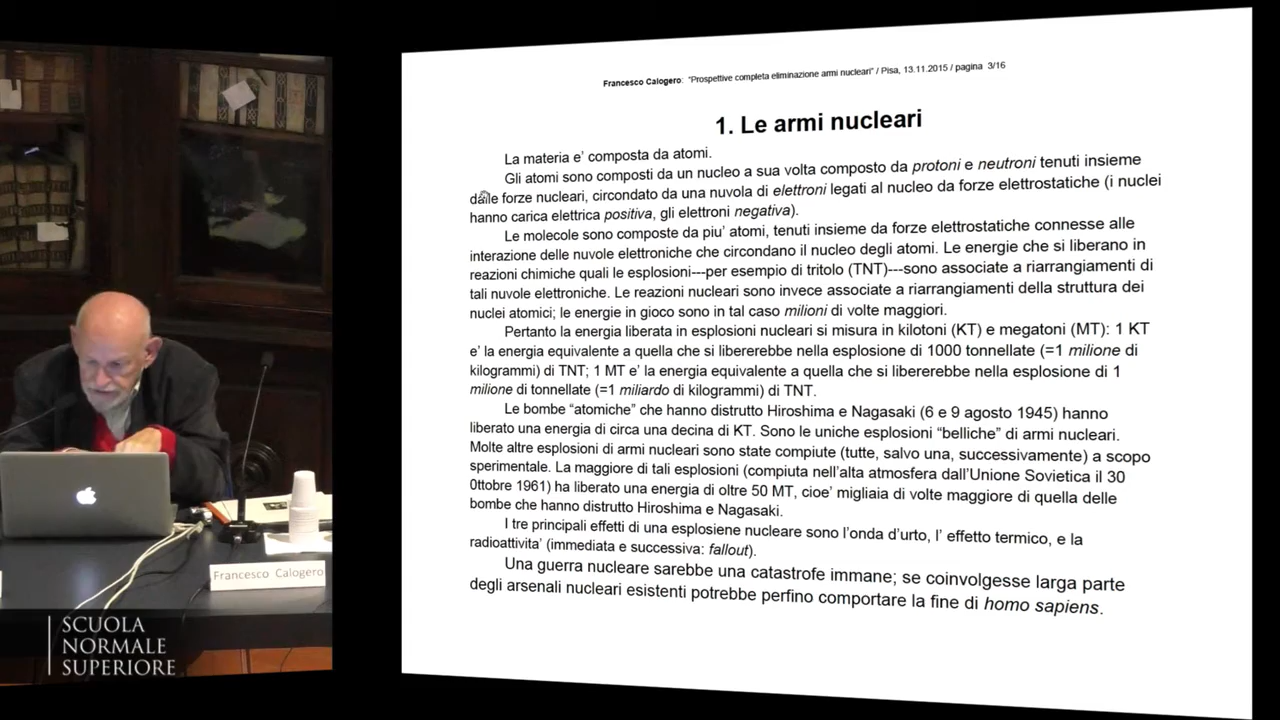 Francesco Calogero: "Prospettive completa eliminazione armi nucleari" / Pisa, 13.11.2015 / pagina 3/16
1. Le armi nucleari
La materia e' composta da atomi.
Gli atomi sono composti da un nucleo a sua volta composto da protoni e neutroni tenuti insieme
dalle forze nucleari, circondato da una nuvola di elettroni legati al nucleo da forze elettrostatiche (i nuclei
hanno carica elettrica positiva, gli elettroni negativa).
Le molecole sono composte da piu' atomi, tenuti insieme da forze elettrostatiche connesse alle
interazione delle nuvole elettroniche che circondano il nucleo degli atomi. Le energie che si liberano in
reazioni chimiche quali le esplosioni---per esempio di tritolo (TNT)---sono associate a riarrangiamenti di
tali nuvole elettroniche. Le reazioni nucleari sono invece associate a riarrangiamenti della struttura dei
nuclei atomici; le energie in gioco sono in tal caso milioni di volte maggiori.
Pertanto la energia liberata in esplosioni nucleari si misura in kilotoni (KT) e megatoni (MT): 1 KT
e' la energia equivalente a quella che si libererebbe nella esplosione di 1000 tonnellate (=1 milione di
kilogrammi) di TNT; 1 MT e' la energia equivalente a quella che si libererebbe nella esplosione di 1
milione di tonnellate (=1 miliardo di kilogrammi) di TNT.
Le bombe "atomiche" che hanno distrutto Hiroshima e Nagasaki (6 e 9 agosto 1945) hanno
liberato una energia di circa una decina di KT. Sono le uniche esplosioni "belliche" di armi nucleari.
Molte altre esplosioni di armi nucleari sono state compiute (tutte, salvo una, successivamente) a scopo
sperimentale. La maggiore di tali esplosioni (compiuta nell'alta atmosfera dall'Unione Sovietica il 30
0ttobre 1961) ha liberato una energia di oltre 50 MT, cioe' migliaia di volte maggiore di quella delle
bombe che hanno distrutto Hiroshima e Nagasaki.
I tre principali effetti di una esplosiene nucleare sono l'onda d'urto, l' effetto termico, e la
radioattivita' (immediata e successiva: fallout).
Una guerra nucleare sarebbe una catastrofe immane; se coinvolgesse larga parte
degli arsenali nucleari esistenti potrebbe perfino comportare la fine di homo sapiens.
Francesco Calogero
SCUOLA
NORMALE
SUPERIORE